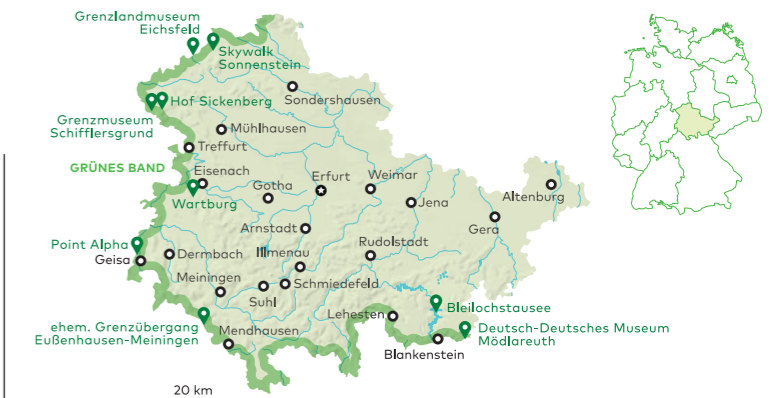 Grenzlandmuseum
Eichsfeld
Skywalk
Sonnenstein
Sondershausen
Hof Sickenberg
Grenzmuseum
Schifflersgrund
Mühlhausen
Treffurt
GRÜNES BAND
Eisenach
Wartburg
Gotha
Erfurt
Weimar
Jena
Altenburg
Gera
Arnstadt
Point Alpha
Geisa
Dermbach
Illmenau
Rudolstadt
Meiningen
Suhl
Schmiedefeld
Bleilochstausee
Lehesten
ehem. Grenzübergang
Eußenhausen-Meiningen
Mendhausen
Deutsch-Deutsches Museum
Mödlareuth
Blankenstein
20 km